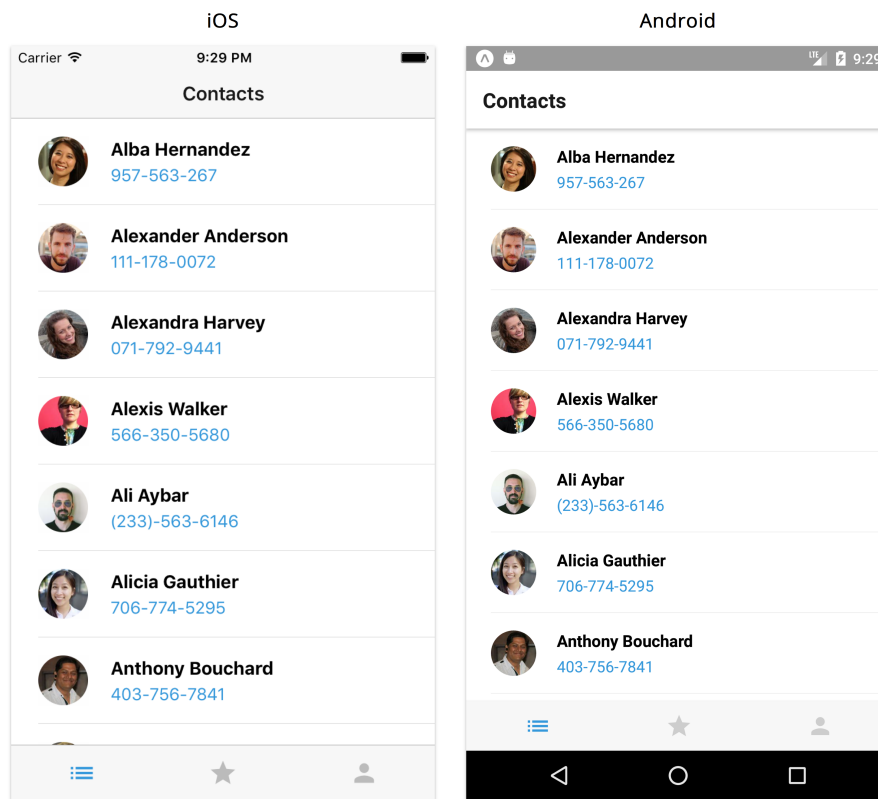 iOS
Carrier 9:29 PM
Contacts
Alba Hernandez
957-563-267
Alexander Anderson
111-178-0072
Alexandra Harvey
071-792-9441
Alexis Walker
566-350-5680
Ali Aybar
(233)-563-6146
Alicia Gauthier
706-774-5295
Anthony Bouchard
403-756-7841
Android
LTE 9:29
Contacts
Alba Hernandez
957-563-267
Alexander Anderson
111-178-0072
Alexandra Harvey
071-792-9441
Alexis Walker
566-350-5680
Ali Aybar
(233)-563-6146
Alicia Gauthier
706-774-5295
Anthony Bouchard
403-756-7841